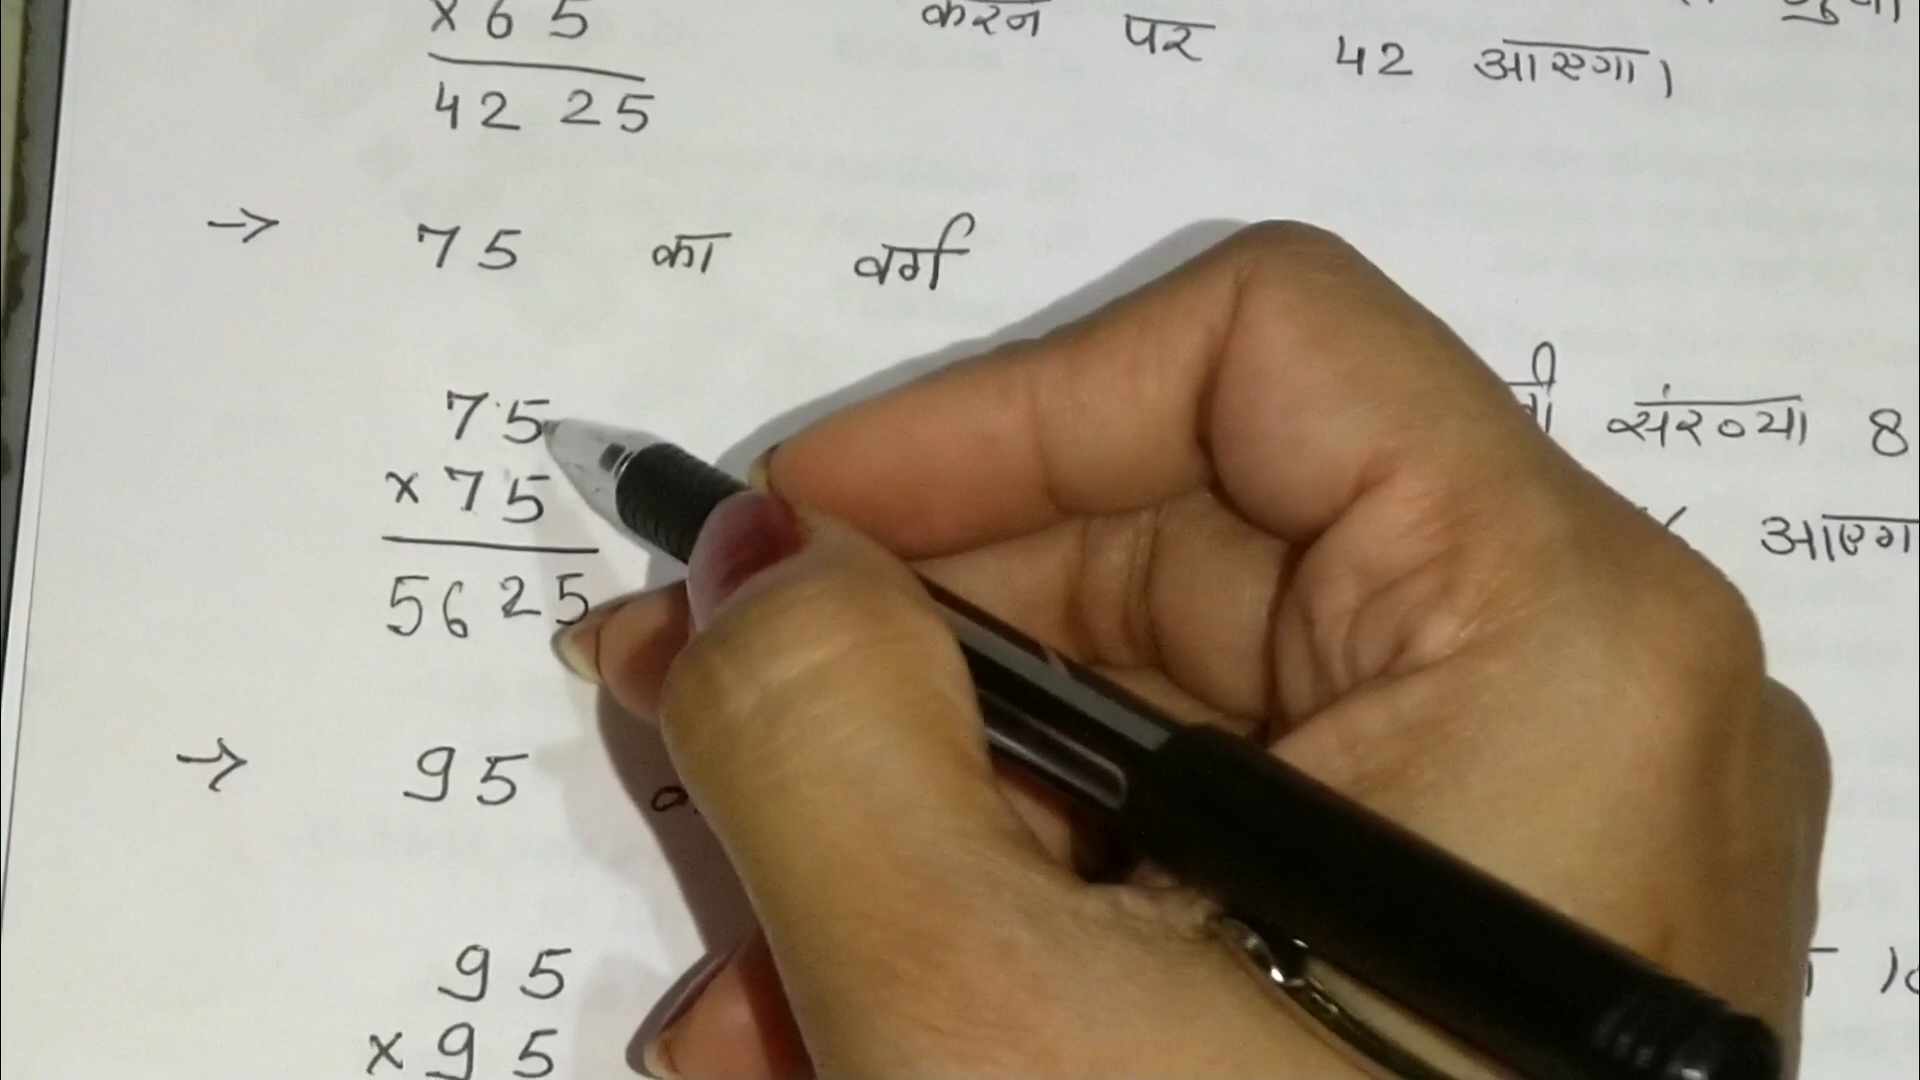 × 65
करने पर 42 आएगा।
4225
→ 75 का वर्ग
75
संख्या 8
× 75
आएग
5625
→ 95
95
× 95